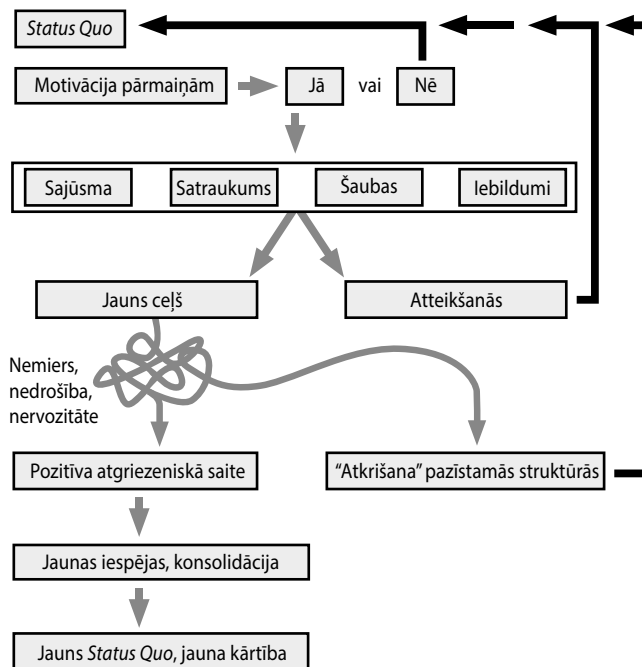 Status Quo
Motivācija pārmaiņām
Jā
vai
Nē
Sajūsma
Satraukums
Šaubas
Iebildumi
Jauns ceļš
Atteikšanās
Nemiers,
nedrošība,
nervozitāte
Pozitīva atgriezeniskā saite
“Atkrišana” pazīstamās struktūrās
Jaunas iespējas, konsolidācija
Jauns Status Quo, jauna kārtība